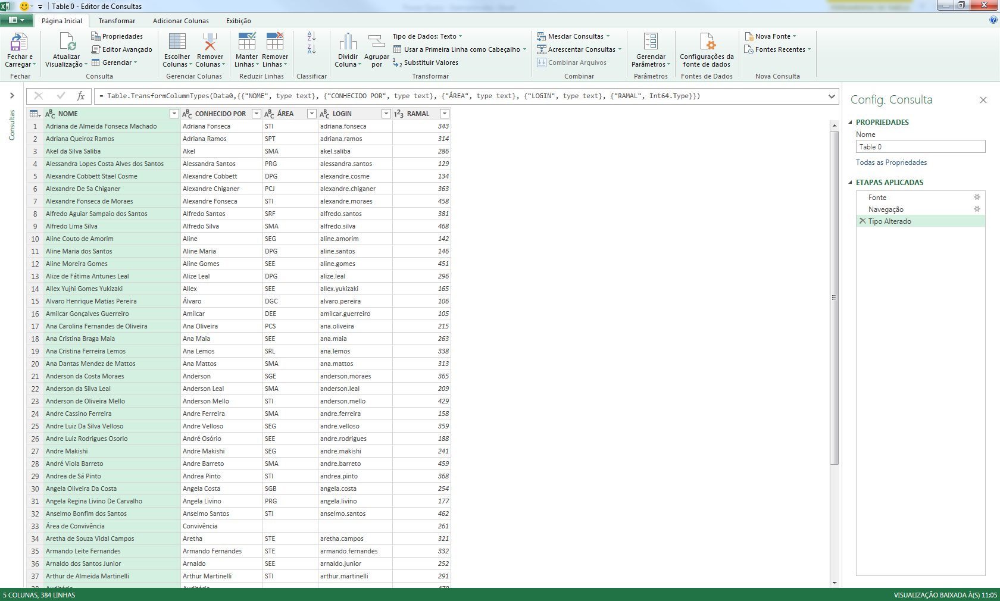 Table 0 - Editor de Consultas
Página Inicial Transformar Adicionar Colunas Exibição
Fechar e Carregar
Fechar
Atualizar Visualização
Propriedades
Editor Avançado
Gerenciar
Consulta
Escolher Colunas
Remover Colunas
Gerenciar Colunas
Manter Linhas
Remover Linhas
Reduzir Linhas
Classificar
Dividir Coluna
Agrupar por
Tipo de Dados: Texto
Usar a Primeira Linha como Cabeçalho
Substituir Valores
Transformar
Mesclar Consultas
Acrescentar Consultas
Combinar Arquivos
Combinar
Gerenciar Parâmetros
Parâmetros
Configurações da fonte de dados
Fontes de Dados
Nova Fonte
Fontes Recentes
Nova Consulta
Consultas
fx = Table.TransformColumnTypes(Data0,{{"NOME", type text}, {"CONHECIDO POR", type text}, {"ÁREA", type text}, {"LOGIN", type text}, {"RAMAL", Int64.Type}})
NOME CONHECIDO POR ÁREA LOGIN RAMAL
1 Adriana de Almeida Fonseca Machado Adriana Fonseca STI adriana.fonseca 343
2 Adriana Queiroz Ramos Adriana Ramos SPT adriana.ramos 314
3 Akel da Silva Saliba Akel SMA akel.saliba 286
4 Alessandra Lopes Costa Alves dos Santos Alessandra Santos PRG alessandra.santos 129
5 Alexandre Cobbett Stael Cosme Alexandre Cobbett DPG alexandre.cosme 134
6 Alexandre De Sa Chiganer Alexandre Chiganer PCJ alexandre.chiganer 363
7 Alexandre Fonseca de Moraes Alexandre Fonseca STI alexandre.moraes 458
8 Alfredo Aguiar Sampaio dos Santos Alfredo Santos SRF alfredo.santos 381
9 Alfredo Lima Silva Alfredo Silva SMA alfredo.silva 468
10 Aline Couto de Amorim Aline SEG aline.amorim 142
11 Aline Maria dos Santos Aline Maria DPG aline.santos 146
12 Aline Moreira Gomes Aline Gomes SEE aline.gomes 451
13 Alize de Fátima Antunes Leal Alize Leal DPG alize.leal 296
14 Allex Yujhi Gomes Yukizaki Allex SEE allex.yukizaki 165
15 Alvaro Henrique Matias Pereira Álvaro DGC alvaro.pereira 106
16 Amilcar Gonçalves Guerreiro Amílcar DEE amilcar.guerreiro 105
17 Ana Carolina Fernandes de Oliveira Ana Oliveira PCS ana.oliveira 215
18 Ana Cristina Braga Maia Ana Maia SEE ana.maia 263
19 Ana Cristina Ferreira Lemos Ana Lemos SRL ana.lemos 338
20 Ana Dantas Mendez de Mattos Ana Mattos SMA ana.mattos 313
21 Anderson da Costa Moraes Anderson SGE anderson.moraes 365
22 Anderson da Silva Leal Anderson Leal SMA anderson.leal 209
23 Anderson de Oliveira Mello Anderson Mello STI anderson.mello 429
24 Andre Cassino Ferreira Andre Ferreira SMA andre.ferreira 158
25 Andre Luiz Da Silva Velloso Andre Velloso SEG andre.velloso 359
26 Andre Luiz Rodrigues Osorio André Osório SEE andre.rodrigues 188
27 Andre Makishi Andre Makishi SEG andre.makishi 241
28 André Viola Barreto Andre Barreto SMA andre.barreto 459
29 Andrea de Sá Pinto Andrea Pinto STI andrea.pinto 368
30 Angela Oliveira Da Costa Angela Costa SGB angela.costa 254
31 Angela Regina Livino De Carvalho Angela Livino PRG angela.livino 177
32 Anselmo Bonfim dos Santos Anselmo Santos STI anselmo.santos 462
33 Área de Convivência Convivência 261
34 Aretha de Souza Vidal Campos Aretha STE aretha.campos 321
35 Armando Leite Fernandes Armando Fernandes STE armando.fernandes 332
36 Arnaldo dos Santos Junior Arnaldo SEE arnaldo.junior 252
37 Arthur de Almeida Martinelli Arthur Martinelli STI arthur.martinelli 291
Config. Consulta
PROPRIEDADES
Nome
Table 0
Todas as Propriedades
ETAPAS APLICADAS
Fonte
Navegação
Tipo Alterado
5 COLUNAS, 384 LINHAS
VISUALIZAÇÃO BAIXADA À(S) 11:05